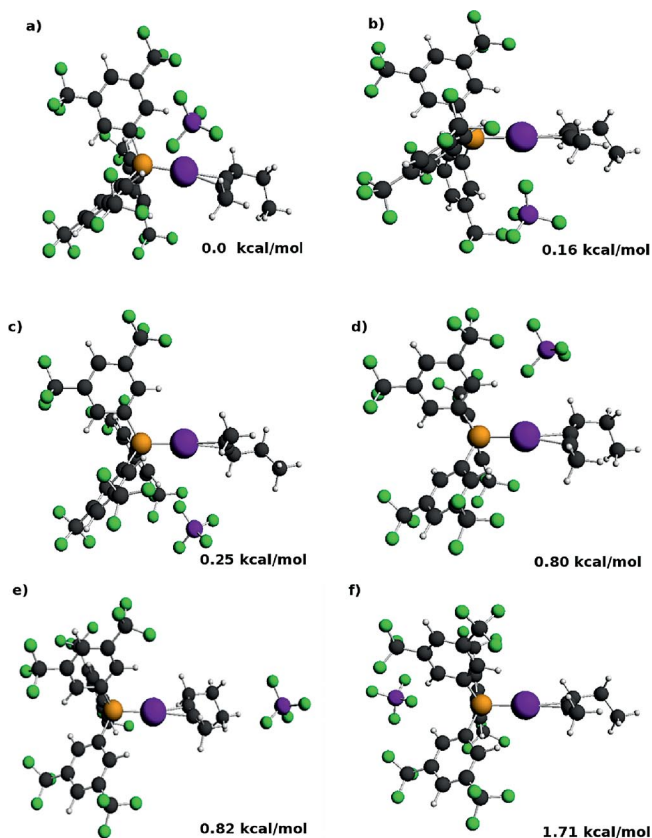 a)
0.0 kcal/mol
b)
0.16 kcal/mol
c)
0.25 kcal/mol
d)
0.80 kcal/mol
e)
0.82 kcal/mol
f)
1.71 kcal/mol